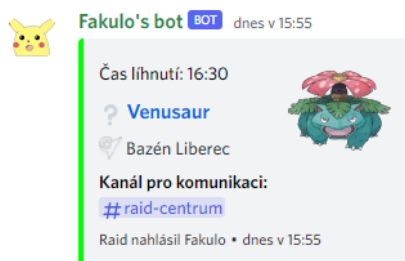 Fakulo's bot BOT dnes v 15:55
Čas líhnutí: 16:30
? Venusaur
Bazén Liberec
Kanál pro komunikaci:
#raid-centrum
Raid nahlásil Fakulo • dnes v 15:55